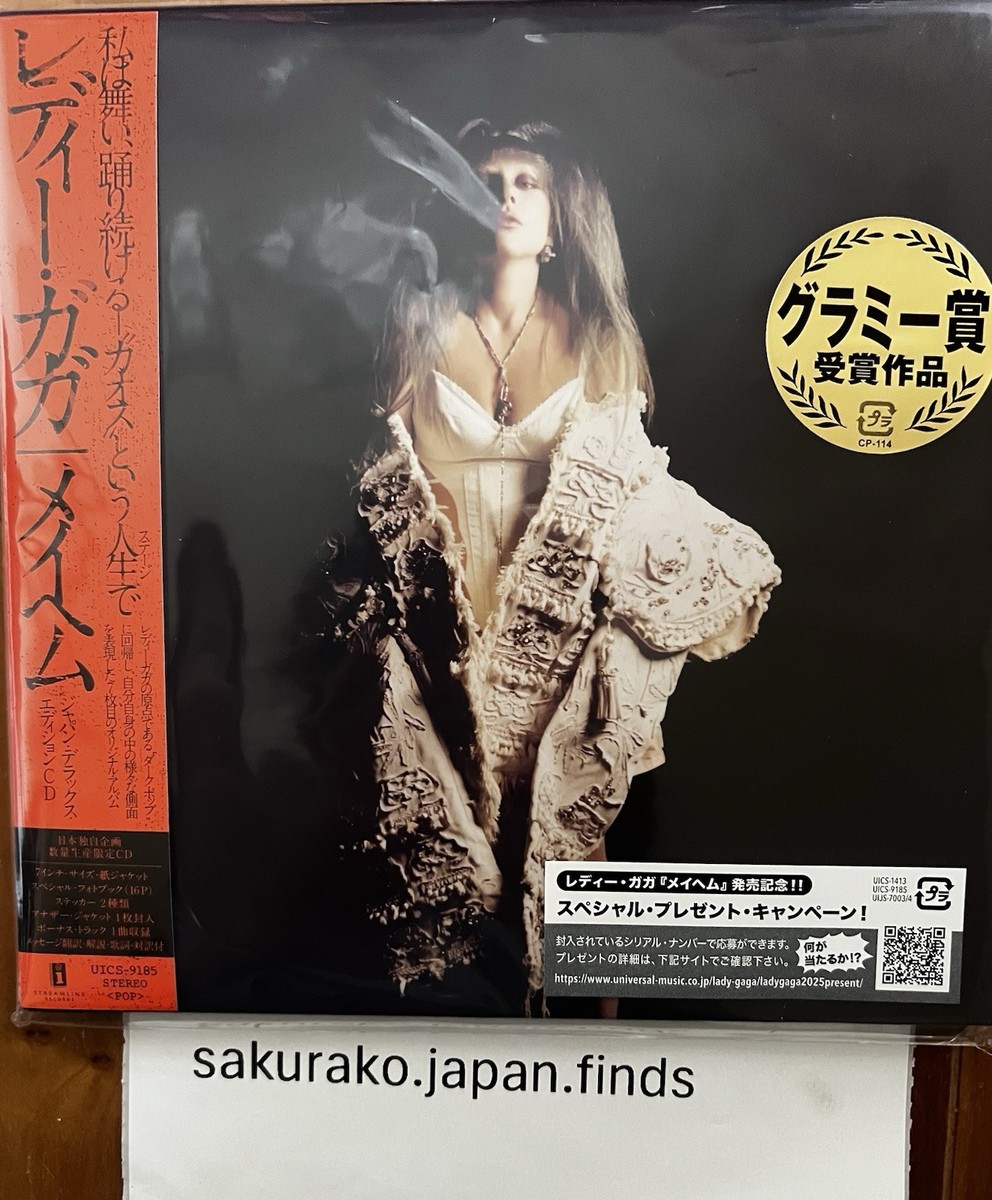 私は舞い、踊り続ける―“カオスという人生で
ステージ
レディー・ガガ|メイヘム
レディー・ガガの原点である“ダーク・ポップ”
に回帰し、自分自身の中の様々な側面
を表現した7枚目のオリジナル・アルバム
ジャパン・デラックス・
エディションCD
日本独自企画
数量生産限定CD
7インチ・サイズ・紙ジャケット
スペシャル・フォトブック(16P)
ステッカー2種類
アナザー・ジャケット1枚封入
ボーナス・トラック1曲収録
メッセージ翻訳・解説・歌詞・対訳付
STREAMLINE
RECORDS
UICS-9185
STEREO
<POP>
グラミー賞
受賞作品
プラ
CP-114
レディー・ガガ『メイヘム』発売記念!!
スペシャル・プレゼント・キャンペーン!
UICS-1413
UICS-9185
UIJS-7003/4
プラ
封入されているシリアル・ナンバーで応募ができます。
プレゼントの詳細は、下記サイトでご確認下さい。
何が
当たるか!?
https://www.universal-music.co.jp/lady-gaga/ladygaga2025present/
sakurako.japan.finds